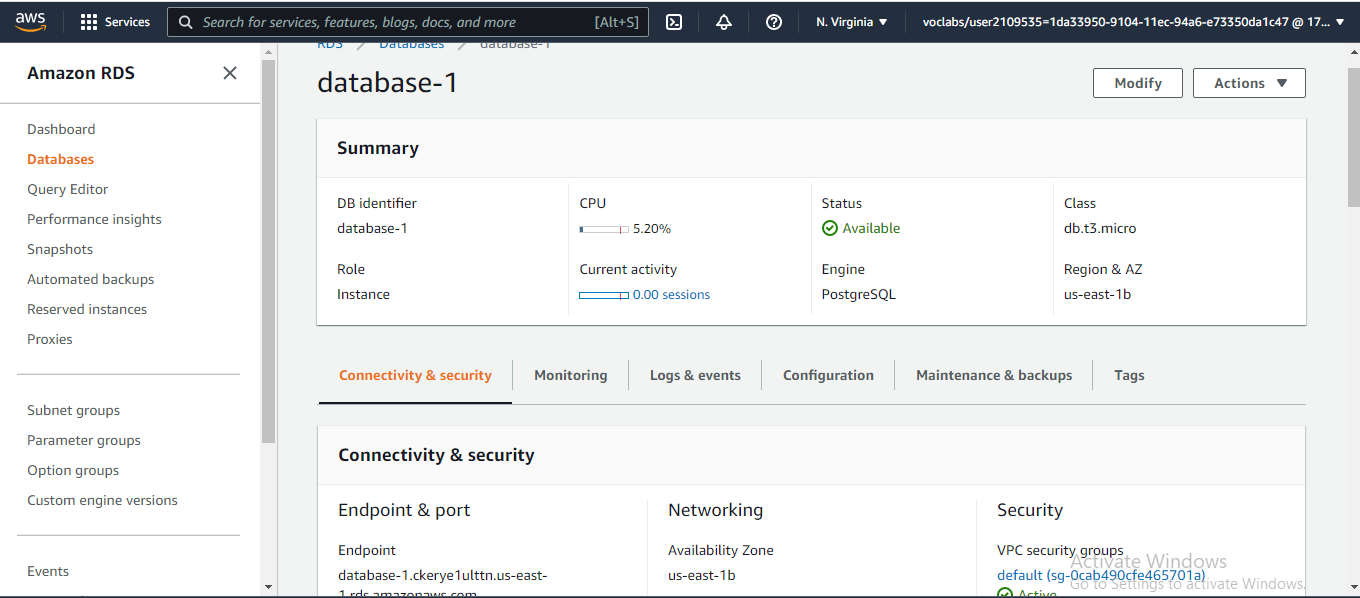 aws
Services
Search for services, features, blogs, docs, and more
[Alt+S]
N. Virginia
voclabs/user2109535=1da33950-9104-11ec-94a6-e73350da1c47 @ 17...
Amazon RDS
Dashboard
Databases
Query Editor
Performance insights
Snapshots
Automated backups
Reserved instances
Proxies
Subnet groups
Parameter groups
Option groups
Custom engine versions
Events
RDS
Databases
database-1
database-1
Modify
Actions
Summary
DB identifier
database-1
CPU
5.20%
Status
Available
Class
db.t3.micro
Role
Instance
Current activity
0.00 sessions
Engine
PostgreSQL
Region & AZ
us-east-1b
Connectivity & security
Monitoring
Logs & events
Configuration
Maintenance & backups
Tags
Connectivity & security
Endpoint & port
Endpoint
database-1.ckerye1ulttn.us-east-
1.rds.amazonaws.com
Networking
Availability Zone
us-east-1b
Security
VPC security groups
default (sg-0cab490cfe465701a)
Active
Activate Windows
Go to Settings to activate Windows.